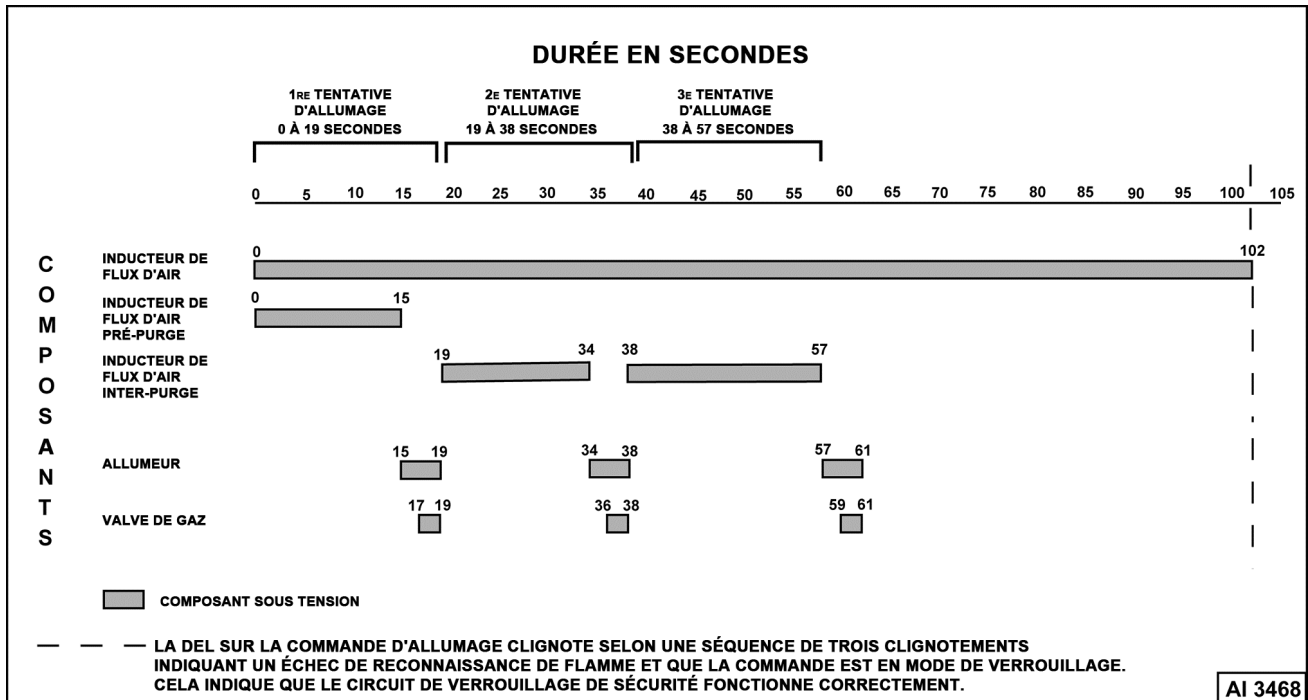 DURÉE EN SECONDES
1RE TENTATIVE
D'ALLUMAGE
0 À 19 SECONDES
2E TENTATIVE
D'ALLUMAGE
19 À 38 SECONDES
3E TENTATIVE
D'ALLUMAGE
38 À 57 SECONDES
0 5 10 15 20 25 30 35 40 45 50 55 60 65 70 75 80 85 90 95 100 105
COMPOSANTS
INDUCTEUR DE
FLUX D'AIR
0 102
INDUCTEUR DE
FLUX D'AIR
PRÉ-PURGE
0 15
INDUCTEUR DE
FLUX D'AIR
INTER-PURGE
19 34 38 57
ALLUMEUR
15 19 34 38 57 61
VALVE DE GAZ
17 19 36 38 59 61
COMPOSANT SOUS TENSION
LA DEL SUR LA COMMANDE D'ALLUMAGE CLIGNOTE SELON UNE SÉQUENCE DE TROIS CLIGNOTEMENTS
INDIQUANT UN ÉCHEC DE RECONNAISSANCE DE FLAMME ET QUE LA COMMANDE EST EN MODE DE VERROUILLAGE.
CELA INDIQUE QUE LE CIRCUIT DE VERROUILLAGE DE SÉCURITÉ FONCTIONNE CORRECTEMENT.
AI 3468